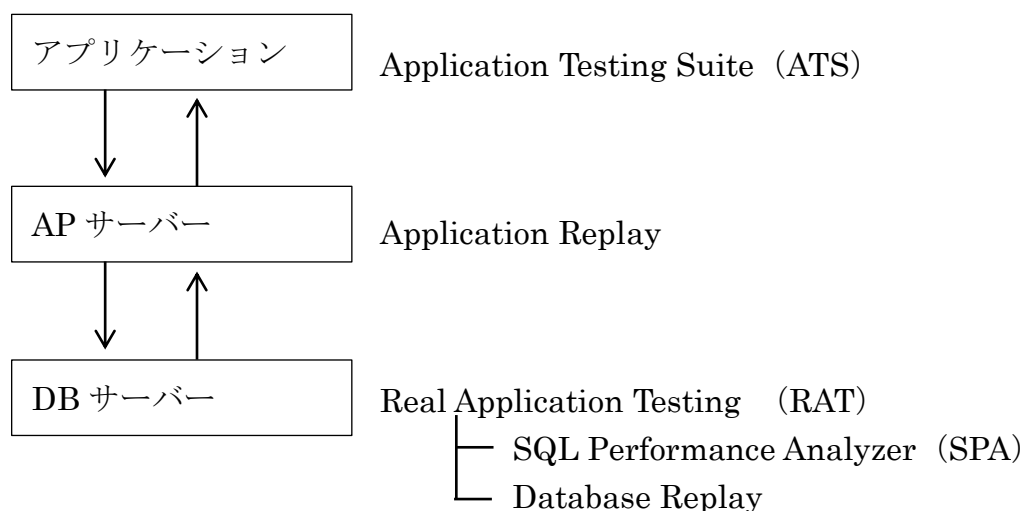 アプリケーション
Application Testing Suite（ATS）
AP サーバー
Application Replay
DB サーバー
Real Application Testing （RAT）
SQL Performance Analyzer（SPA）
Database Replay